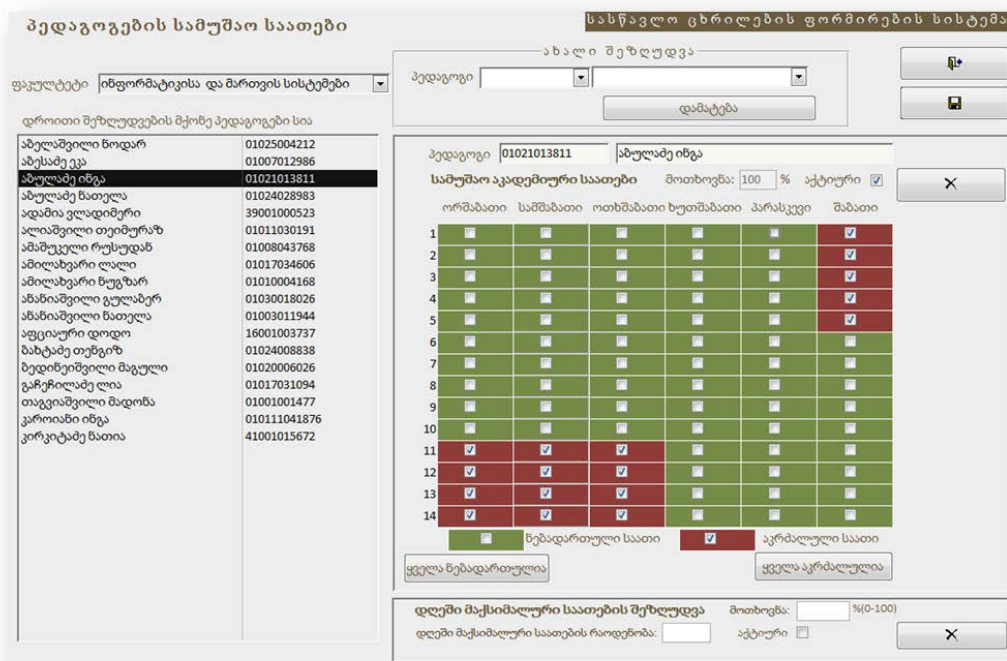 პედაგოგების სამუშაო საათები
სასწავლო ცხრილების ფორმირების სისტემა
ახალი შეზღუდვა
ფაკულტეტი ინფორმატიკისა და მართვის სისტემები
პედაგოგი
დამატება
დროითი შეზღუდვების მქონე პედაგოგები სია
აბელაშვილი ნოდარ 01025004212
აბესაძე ეკა 01007012986
აბულაძე ინგა 01021013811
აბულაძე ნათელა 01024028983
ადამია ვლადიმერი 39001000523
ალიაშვილი თეიმურაზ 01011030191
ამაშუკელი რუსუდან 01008043768
ამილახვარი ლალი 01017034606
ამილახვარი ნუგზარ 01010004168
ანანიაშვილი გულაბერ 01030018026
ანანიაშვილი ნათელა 01003011944
აფციაური დოდო 16001003737
ბახტაძე თენგიზ 01024008838
ბედინეიშვილი მაგული 01020006026
გაჩეჩილაძე ლია 01017031094
თაგვიაშვილი მადონა 01001001477
კაროიანი ინგა 010111041876
კირკიტაძე ნათია 41001015672
პედაგოგი 01021013811 აბულაძე ინგა
სამუშაო აკადემიური საათები მოთხოვნა: 100 % აქტიური
ორშაბათი სამშაბათი ოთხშაბათი ხუთშაბათი პარასკევი შაბათი
1
2
3
4
5
6
7
8
9
10
11
12
13
14
ნებადართული საათი აკრძალული საათი
ყველა ნებადართულია ყველა აკრძალულია
დღეში მაქსიმალური საათების შეზღუდვა მოთხოვნა: %(0-100)
დღეში მაქსიმალური საათების რაოდენობა: აქტიური